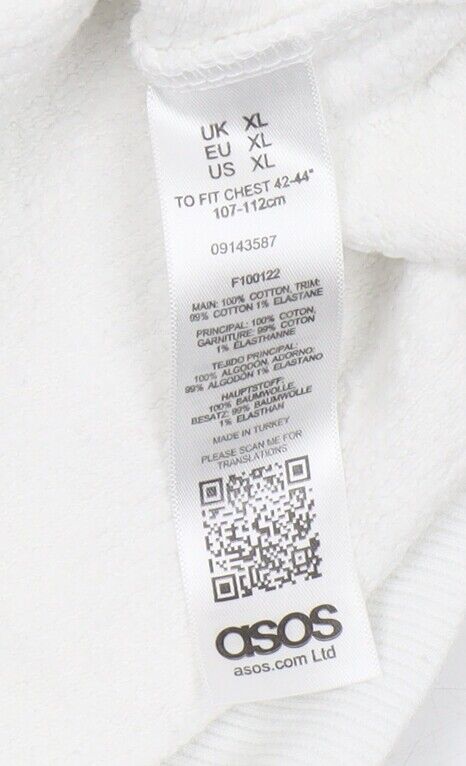 UK XL
EU XL
US XL
TO FIT CHEST 42-44"
107-112cm
09143587
F100122
MAIN: 100% COTTON, TRIM:
99% COTTON 1% ELASTANE
PRINCIPAL: 100% COTON,
GARNITURE: 99% COTON
1% ELASTHANNE
TEJIDO PRINCIPAL:
100% ALGODÓN, ADORNO:
99% ALGODÓN 1% ELASTANO
HAUPTSTOFF:
100% BAUMWOLLE
BESATZ: 99% BAUMWOLLE
1% ELASTHAN
MADE IN TURKEY
PLEASE SCAN ME FOR
TRANSLATIONS
asos
asos.com Ltd